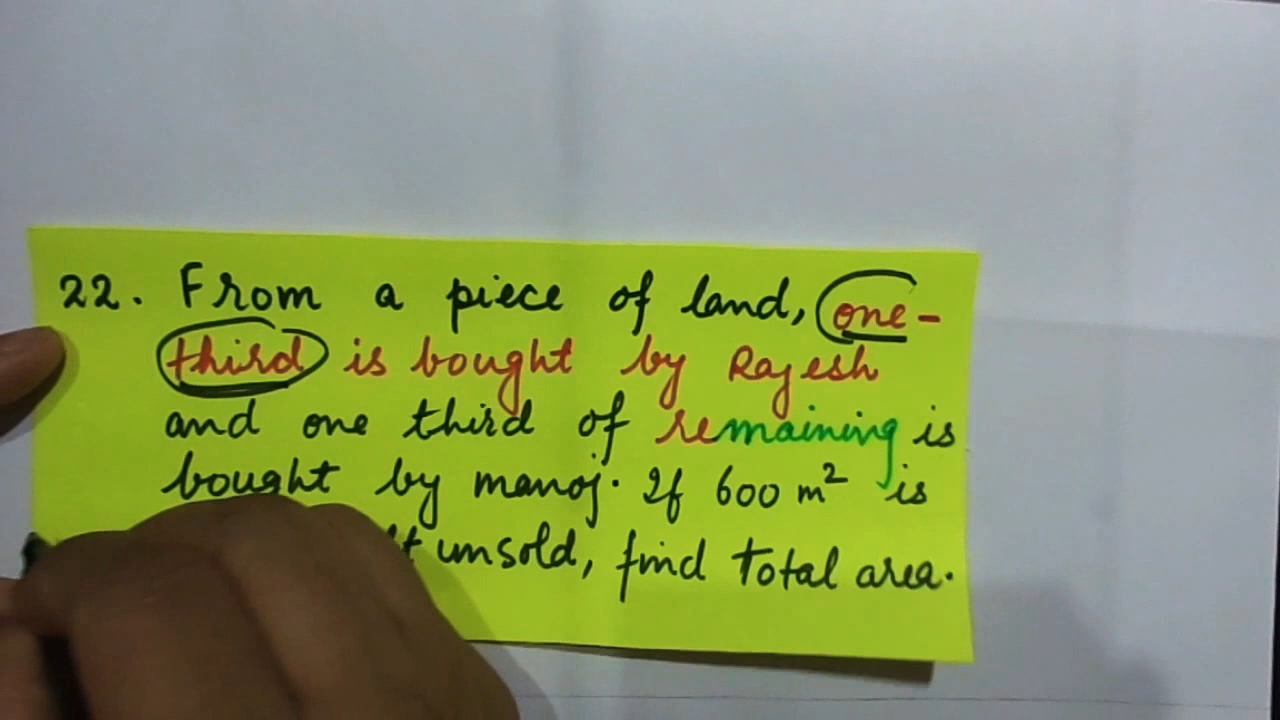 22. From a piece of land, one-
third is bought by Rajesh
and one third of remaining is
bought by manoj. If 600 m² is
unsold, find total area.